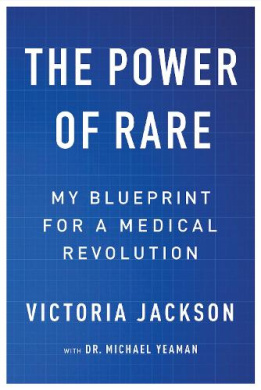 THE POWER
OF RARE
MY BLUEPRINT
FOR A MEDICAL
REVOLUTION
VICTORIA JACKSON
WITH DR. MICHAEL YEAMAN